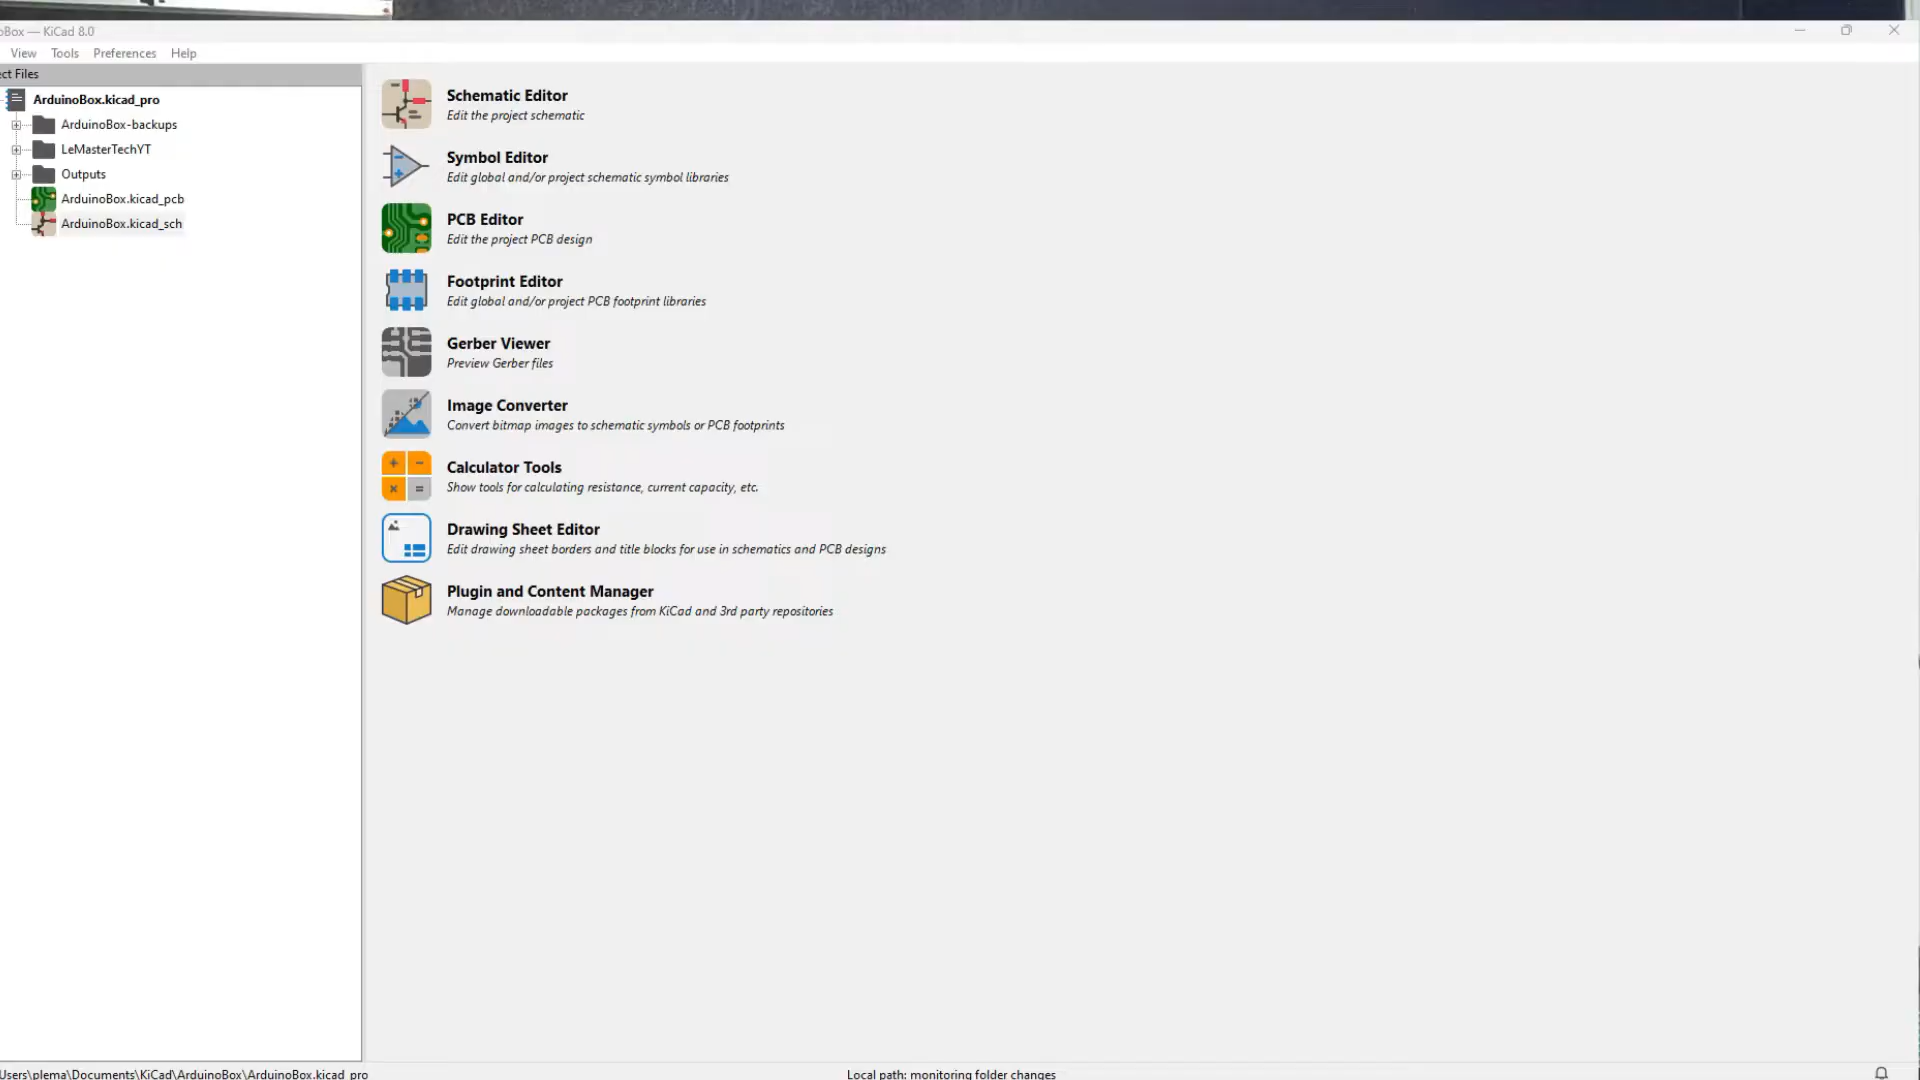 oBox — KiCad 8.0
View Tools Preferences Help
ct Files
ArduinoBox.kicad_pro
ArduinoBox-backups
LeMasterTechYT
Outputs
ArduinoBox.kicad_pcb
ArduinoBox.kicad_sch
Schematic Editor
Edit the project schematic
Symbol Editor
Edit global and/or project schematic symbol libraries
PCB Editor
Edit the project PCB design
Footprint Editor
Edit global and/or project PCB footprint libraries
Gerber Viewer
Preview Gerber files
Image Converter
Convert bitmap images to schematic symbols or PCB footprints
Calculator Tools
Show tools for calculating resistance, current capacity, etc.
Drawing Sheet Editor
Edit drawing sheet borders and title blocks for use in schematics and PCB designs
Plugin and Content Manager
Manage downloadable packages from KiCad and 3rd party repositories
Users\plema\Documents\KiCad\ArduinoBox\ArduinoBox.kicad_pro
Local path: monitoring folder changes